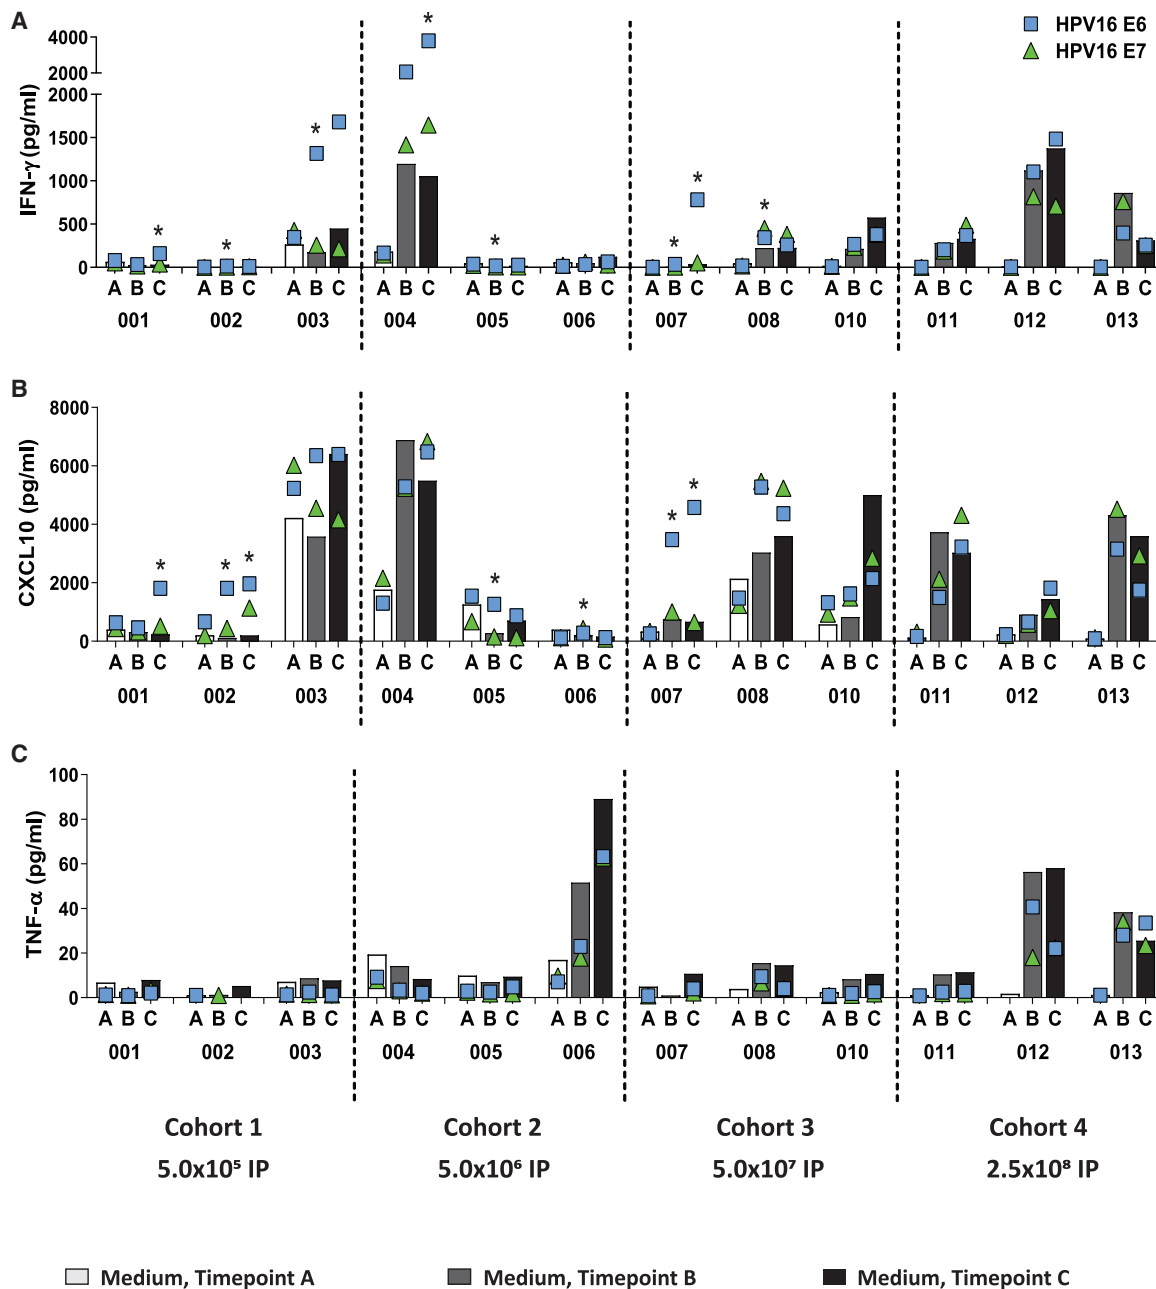 A
HPV16 E6
HPV16 E7
IFN-γ (pg/ml)
4000
2000
2000
1500
1000
500
0
* * * * * * * *
A B C A B C A B C A B C A B C A B C A B C A B C A B C A B C A B C A B C
001 002 003 004 005 006 007 008 010 011 012 013
B
CXCL10 (pg/ml)
8000
6000
4000
2000
0
* * * * * * *
A B C A B C A B C A B C A B C A B C A B C A B C A B C A B C A B C A B C
001 002 003 004 005 006 007 008 010 011 012 013
C
TNF-α (pg/ml)
100
80
60
40
20
0
A B C A B C A B C A B C A B C A B C A B C A B C A B C A B C A B C A B C
001 002 003 004 005 006 007 008 010 011 012 013
Cohort 1 Cohort 2 Cohort 3 Cohort 4
5.0x10⁵ IP 5.0x10⁶ IP 5.0x10⁷ IP 2.5x10⁸ IP
Medium, Timepoint A Medium, Timepoint B Medium, Timepoint C